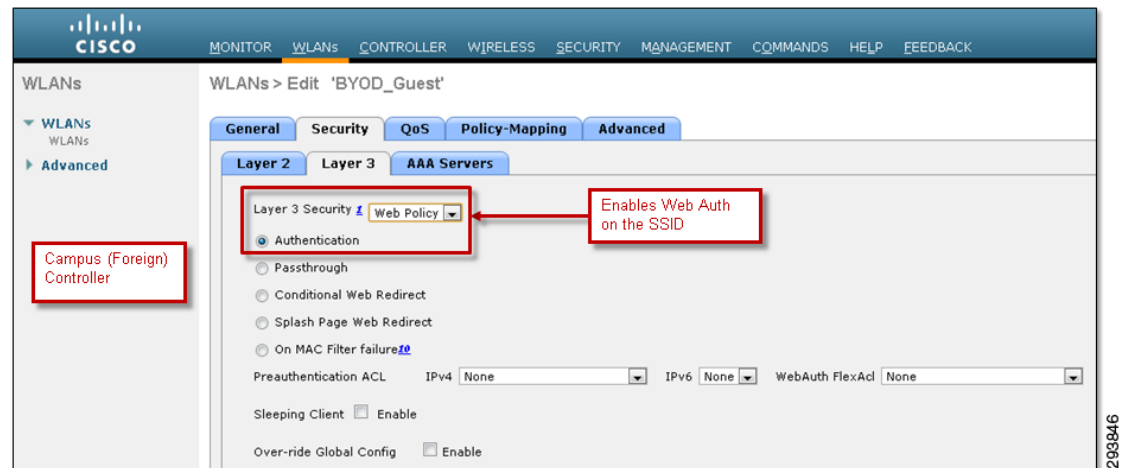 CISCO
MONITOR WLANs CONTROLLER WIRELESS SECURITY MANAGEMENT COMMANDS HELP FEEDBACK
WLANs
WLANs > Edit 'BYOD_Guest'
WLANs
WLANs
Advanced
General Security QoS Policy-Mapping Advanced
Layer 2 Layer 3 AAA Servers
Layer 3 Security 1 Web Policy
Enables Web Auth
on the SSID
Authentication
Campus (Foreign)
Controller
Passthrough
Conditional Web Redirect
Splash Page Web Redirect
On MAC Filter failure10
Preauthentication ACL IPv4 None IPv6 None WebAuth FlexAcl None
Sleeping Client Enable
Over-ride Global Config Enable
293846